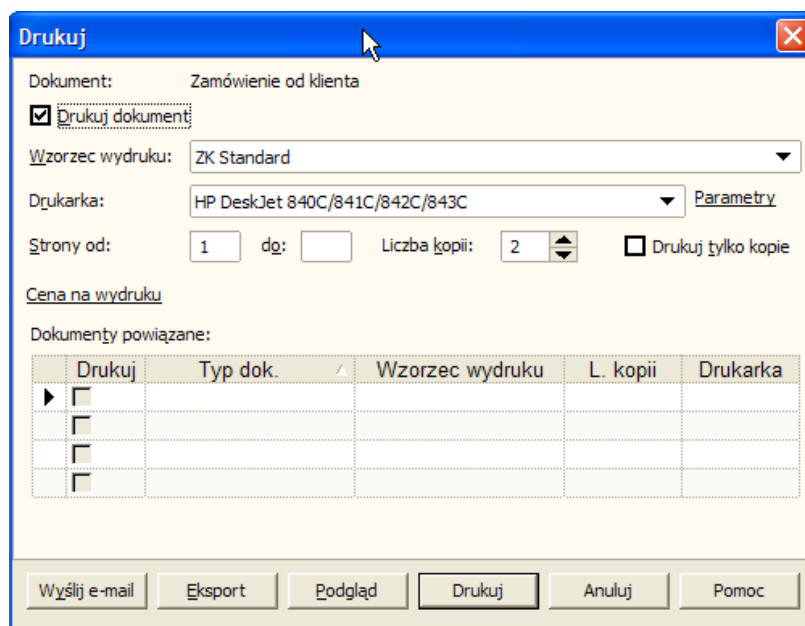 Drukuj
Dokument: Zamówienie od klienta
Drukuj dokument
Wzorzec wydruku: ZK Standard
Drukarka: HP DeskJet 840C/841C/842C/843C Parametry
Strony od: 1 do: Liczba kopii: 2 Drukuj tylko kopie
Cena na wydruku
Dokumenty powiązane:
Drukuj Typ dok. Wzorzec wydruku L. kopii Drukarka
Wyślij e-mail Eksport Podgląd Drukuj Anuluj Pomoc